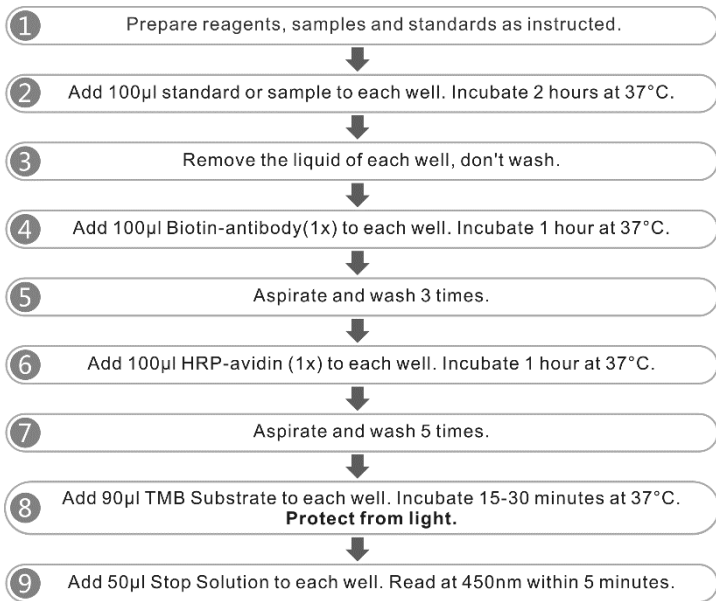 1 Prepare reagents, samples and standards as instructed.
2 Add 100μl standard or sample to each well. Incubate 2 hours at 37°C.
3 Remove the liquid of each well, don't wash.
4 Add 100μl Biotin-antibody(1x) to each well. Incubate 1 hour at 37°C.
5 Aspirate and wash 3 times.
6 Add 100μl HRP-avidin (1x) to each well. Incubate 1 hour at 37°C.
7 Aspirate and wash 5 times.
8 Add 90μl TMB Substrate to each well. Incubate 15-30 minutes at 37°C.
Protect from light.
9 Add 50μl Stop Solution to each well. Read at 450nm within 5 minutes.